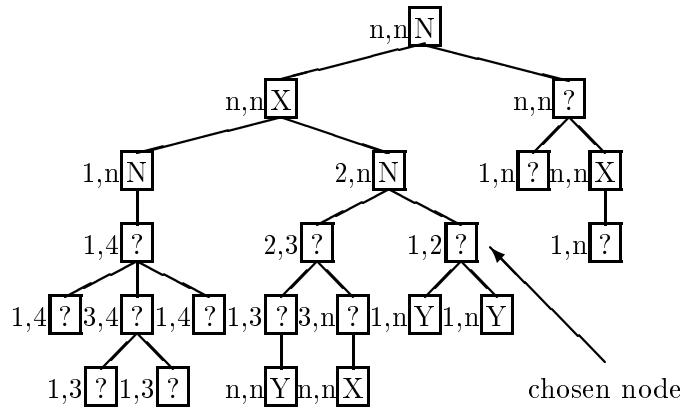 n,n N
n,n X n,n ?
1,n N 2,n N 1,n ? n,n X
1,4 ? 2,3 ? 1,2 ? 1,n ?
1,4 ? 3,4 ? 1,4 ? 1,3 ? 3,n ? 1,n Y 1,n Y
1,3 ? 1,3 ? n,n Y n,n X chosen node